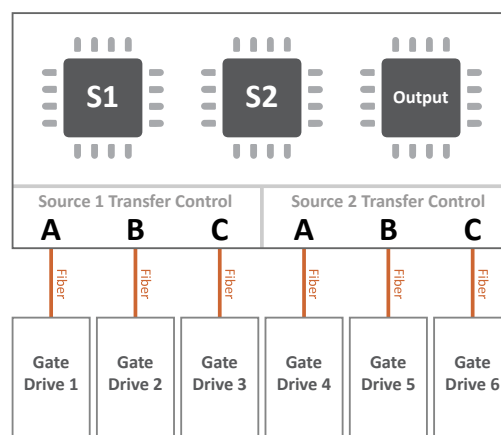 S1
S2
Output
Source 1 Transfer Control
Source 2 Transfer Control
A
B
C
A
B
C
Fiber
Fiber
Fiber
Fiber
Fiber
Fiber
Gate
Drive 1
Gate
Drive 2
Gate
Drive 3
Gate
Drive 4
Gate
Drive 5
Gate
Drive 6